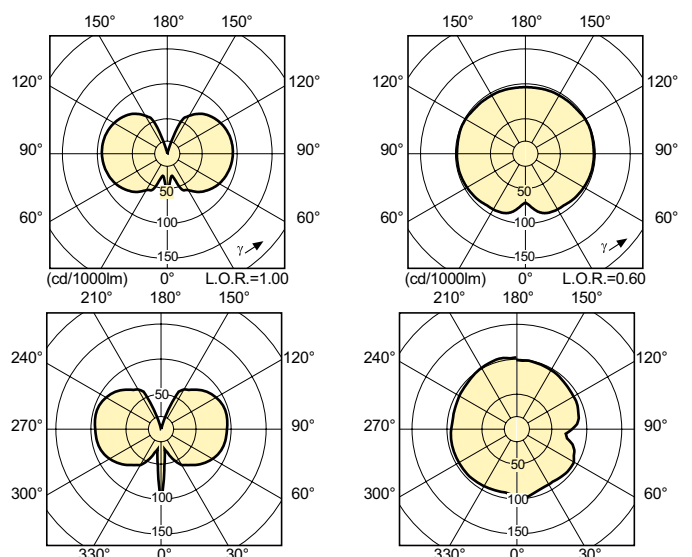 150° 180° 150° 150° 180° 150°
120° 120° 120° 120°
90° 90° 90° 90°
50 50
60° 60° 60° 60°
100 100
γ γ
150 150
(cd/1000lm) 0° L.O.R.=1.00 (cd/1000lm) 0° L.O.R.=0.60
210° 180° 150° 210° 180° 150°
240° 120° 240° 120°
50
270° 90° 270° 90°
50
300° 60° 300° 60°
100 100
150 150
330° 0° 30° 330° 0° 30°